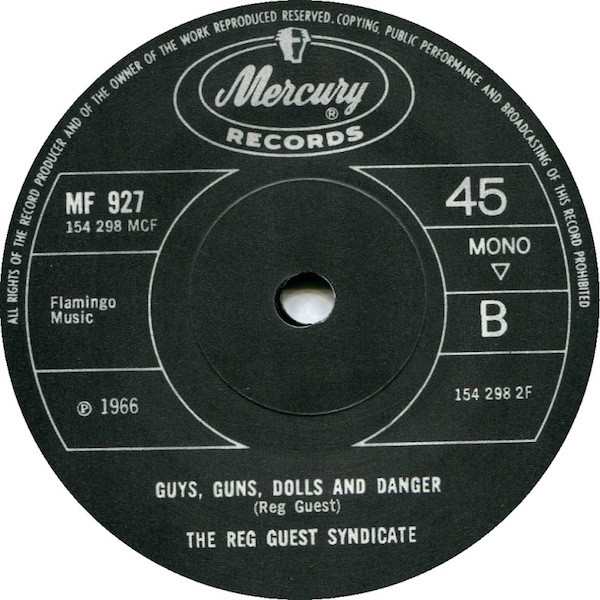 ALL RIGHTS OF THE RECORD PRODUCER AND OF THE OWNER OF THE WORK REPRODUCED RESERVED. COPYING, PUBLIC PERFORMANCE AND BROADCASTING OF THIS RECORD PROHIBITED
Mercury
®
RECORDS
MF 927
154 298 MCF
45
MONO
Flamingo
Music
B
℗ 1966
154 298 2F
GUYS, GUNS, DOLLS AND DANGER
(Reg Guest)
THE REG GUEST SYNDICATE